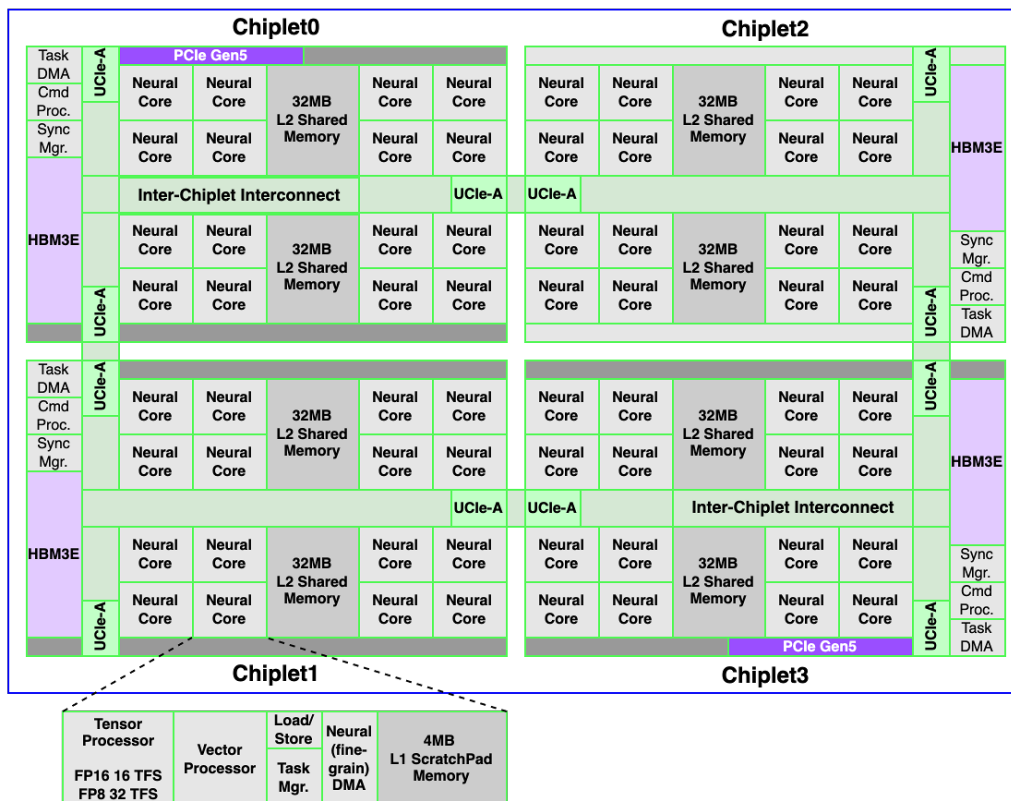 Chiplet0
Task
DMA
Cmd
Proc.
Sync
Mgr.
HBM3E
UCIe-A
PCIe Gen5
Neural Neural Neural Neural
Core Core Core Core
32MB
L2 Shared
Memory
Neural Neural Neural Neural
Core Core Core Core
Inter-Chiplet Interconnect
UCIe-A
Neural Neural Neural Neural
Core Core Core Core
32MB
L2 Shared
Memory
Neural Neural Neural Neural
Core Core Core Core
UCIe-A
Chiplet2
UCIe-A
Neural Neural Neural Neural
Core Core Core Core
32MB
L2 Shared
Memory
Neural Neural Neural Neural
Core Core Core Core
HBM3E
UCIe-A
Neural Neural Neural Neural
Core Core Core Core
32MB
L2 Shared
Memory
Neural Neural Neural Neural
Core Core Core Core
UCIe-A
Sync
Mgr.
Cmd
Proc.
Task
DMA
Task
DMA
Cmd
Proc.
Sync
Mgr.
HBM3E
UCIe-A
Neural Neural Neural Neural
Core Core Core Core
32MB
L2 Shared
Memory
Neural Neural Neural Neural
Core Core Core Core
UCIe-A
Neural Neural Neural Neural
Core Core Core Core
32MB
L2 Shared
Memory
Neural Neural Neural Neural
Core Core Core Core
UCIe-A
Chiplet1
UCIe-A
Neural Neural Neural Neural
Core Core Core Core
32MB
L2 Shared
Memory
Neural Neural Neural Neural
Core Core Core Core
HBM3E
UCIe-A
Inter-Chiplet Interconnect
Neural Neural Neural Neural
Core Core Core Core
32MB
L2 Shared
Memory
Neural Neural Neural Neural
Core Core Core Core
UCIe-A
Sync
Mgr.
Cmd
Proc.
Task
DMA
PCIe Gen5
Chiplet3
Tensor
Processor
FP16 16 TFS
FP8 32 TFS
Vector
Processor
Load/
Store
Task
Mgr.
Neural
(fine-
grain)
DMA
4MB
L1 ScratchPad
Memory